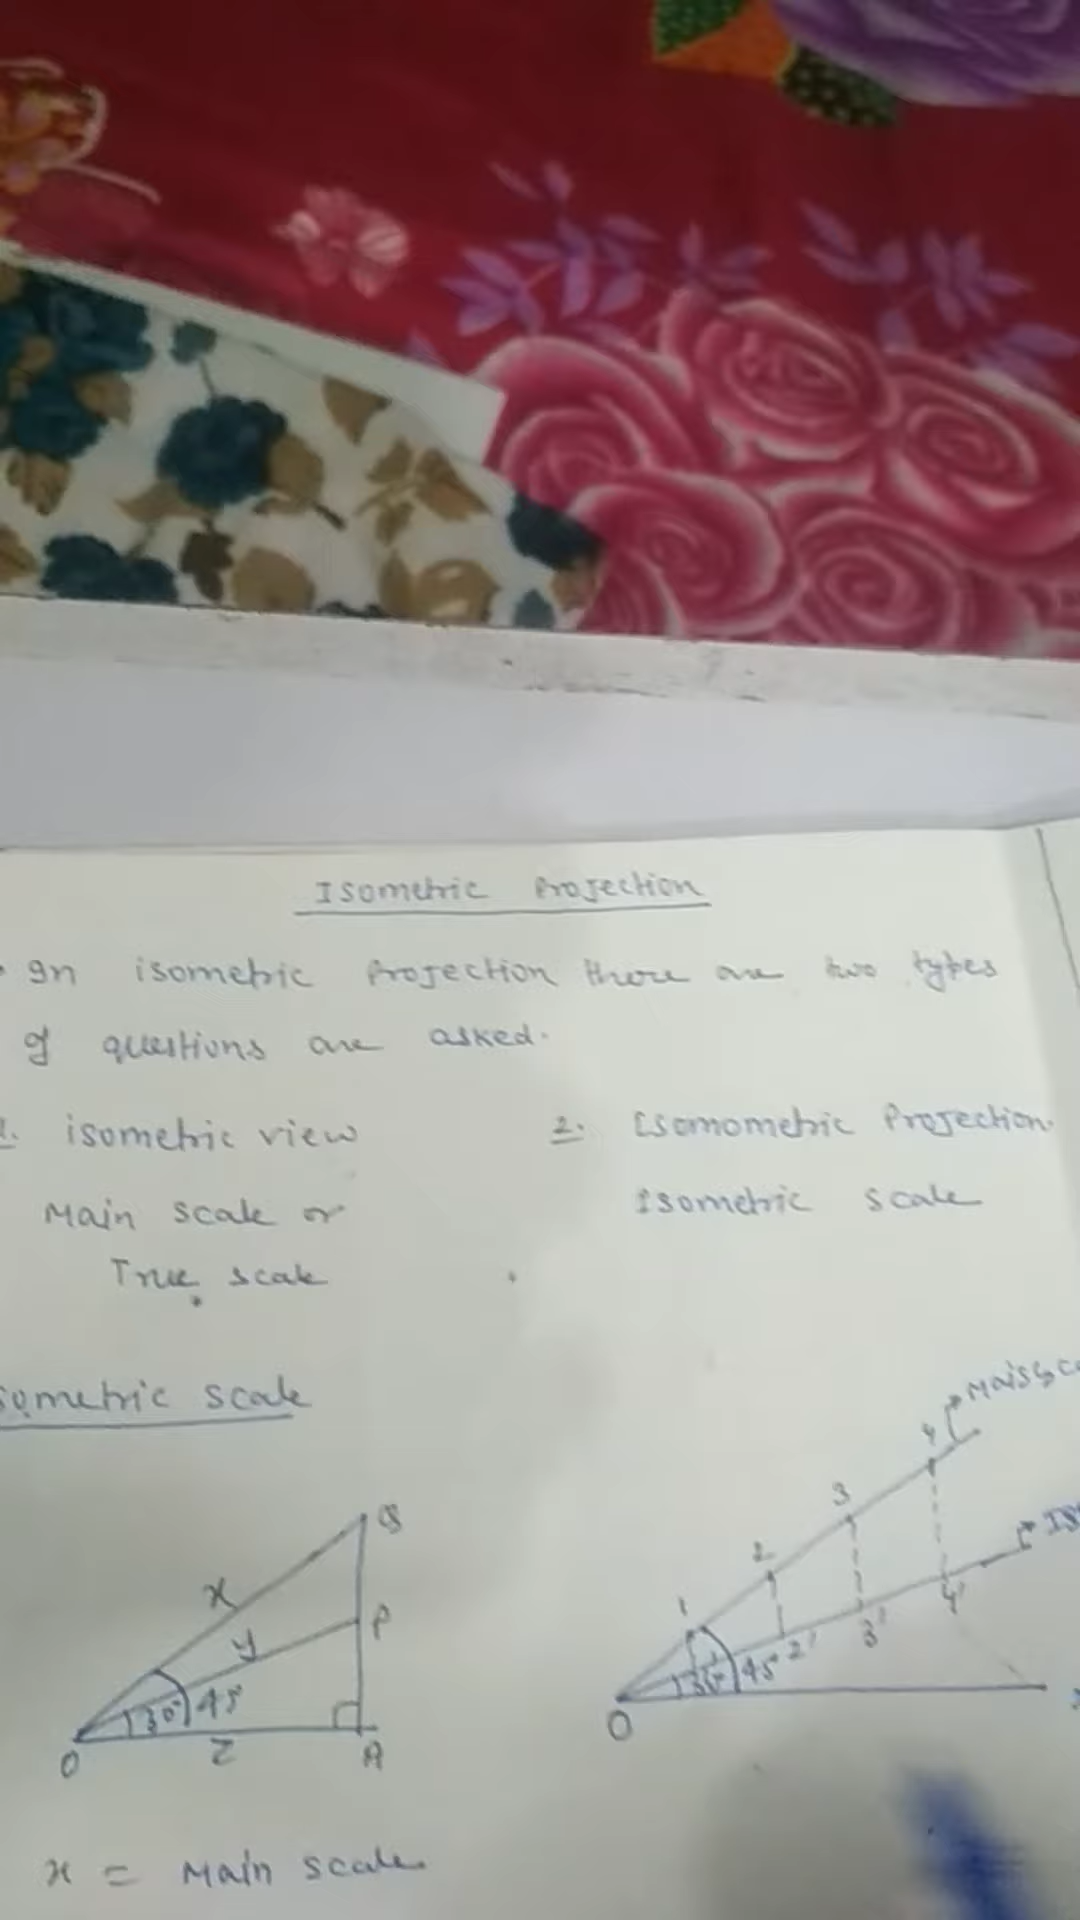 Isometric Projection
In isometric Projection there are two types
of questions are asked.
1. isometric view
Main scale or
True scale
2. Isomometric Projection.
Isometric scale
sometric scale
x
y
z
30° 45°
O
A
P
Q
1 2 3 4
2' 3' 4'
30° 45°
O
x = Main scale